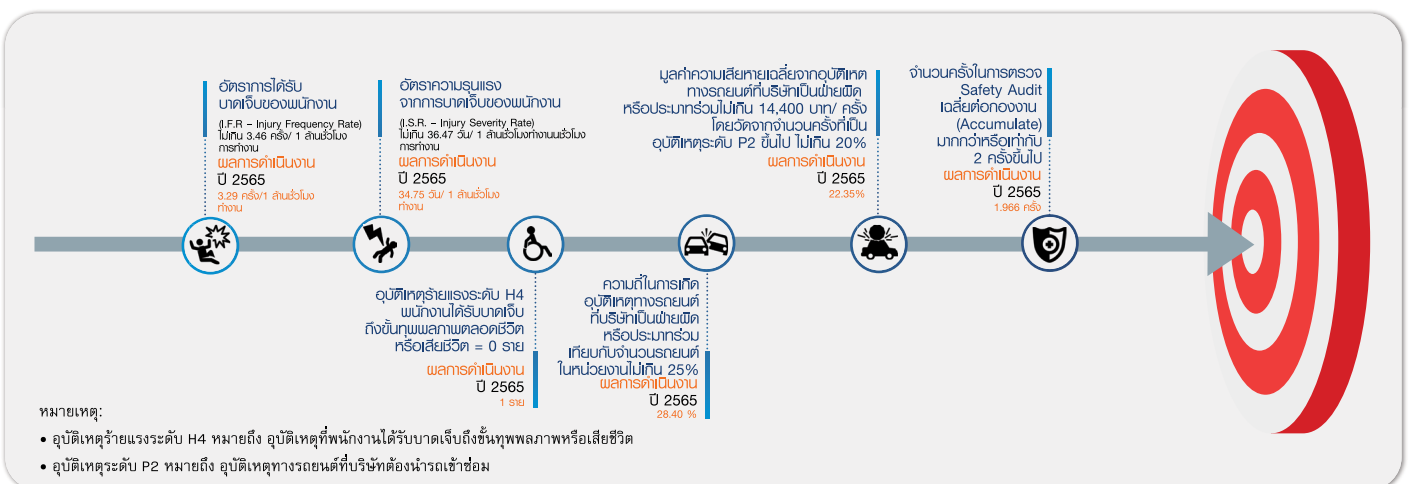 อัตราการได้รับ
บาดเจ็บของพนักงาน
(I.F.R – Injury Frequency Rate)
ไม่เกิน 3.46 ครั้ง/ 1 ล้านชั่วโมง
การทำงาน
ผลการดำเนินงาน
ปี 2565
3.29 ครั้ง/1 ล้านชั่วโมง
ทำงาน
อัตราความรุนแรง
จากการบาดเจ็บของพนักงาน
(I.S.R. – Injury Severity Rate)
ไม่เกิน 36.47 วัน/ 1 ล้านชั่วโมงทำงานนชั่วโมง
การทำงาน
ผลการดำเนินงาน
ปี 2565
34.75 วัน/ 1 ล้านชั่วโมง
ทำงาน
อุบัติเหตุร้ายแรงระดับ H4
พนักงานได้รับบาดเจ็บ
ถึงขั้นทุพพลภาพตลอดชีวิต
หรือเสียชีวิต = 0 ราย
ผลการดำเนินงาน
ปี 2565
1 ราย
ความถี่ในการเกิด
อุบัติเหตุทางรถยนต์
ที่บริษัทเป็นฝ่ายผิด
หรือประมาทร่วม
เทียบกับจำนวนรถยนต์
ในหน่วยงานไม่เกิน 25%
ผลการดำเนินงาน
ปี 2565
28.40 %
มูลค่าความเสียหายเฉลี่ยจากอุบัติเหต
ทางรถยนต์ที่บริษัทเป็นฝ่ายผิด
หรือประมาทร่วมไม่เกิน 14,400 บาท/ ครั้ง
โดยวัดจากจำนวนครั้งที่เป็น
อุบัติเหตุระดับ P2 ขึ้นไป ไม่เกิน 20%
ผลการดำเนินงาน
ปี 2565
22.35%
จำนวนครั้งในการตรวจ
Safety Audit
เฉลี่ยต่อกองงาน
(Accumulate)
มากกว่าหรือเท่ากับ
2 ครั้งขึ้นไป
ผลการดำเนินงาน
ปี 2565
1.966 ครั้ง
หมายเหตุ:
• อุบัติเหตุร้ายแรงระดับ H4 หมายถึง อุบัติเหตุที่พนักงานได้รับบาดเจ็บถึงขั้นทุพพลภาพหรือเสียชีวิต
• อุบัติเหตุระดับ P2 หมายถึง อุบัติเหตุทางรถยนต์ที่บริษัทต้องนำรถเข้าซ่อม